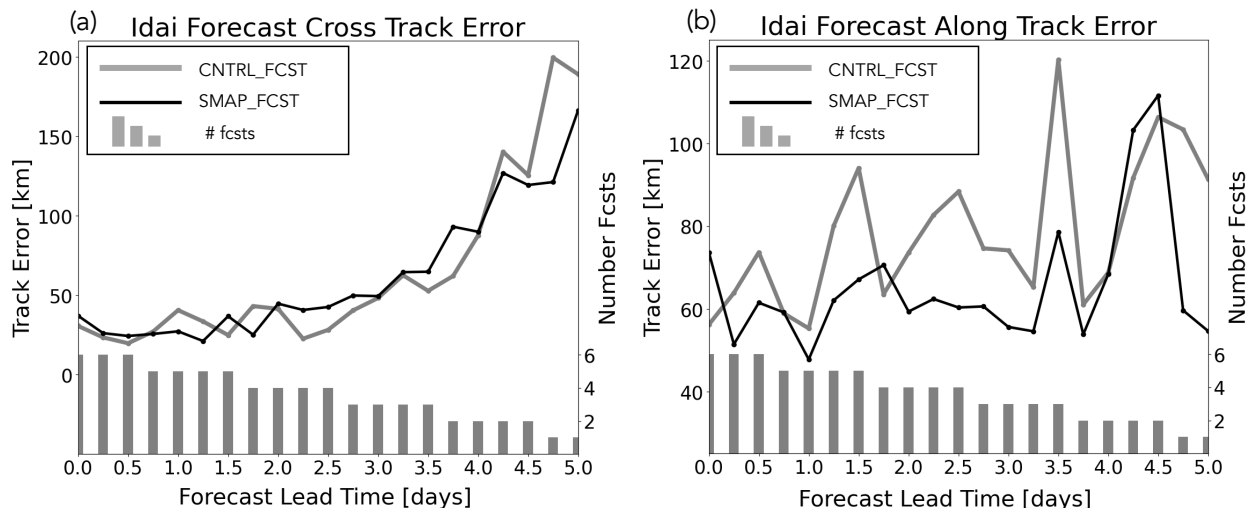 (a)
Idai Forecast Cross Track Error
CNTRL_FCST
SMAP_FCST
# fcsts
Track Error [km]
200
150
100
50
0
Number Fcsts
6
4
2
0.0 0.5 1.0 1.5 2.0 2.5 3.0 3.5 4.0 4.5 5.0
Forecast Lead Time [days]
(b)
Idai Forecast Along Track Error
CNTRL_FCST
SMAP_FCST
# fcsts
Track Error [km]
120
100
80
60
40
Number Fcsts
6
4
2
0.0 0.5 1.0 1.5 2.0 2.5 3.0 3.5 4.0 4.5 5.0
Forecast Lead Time [days]